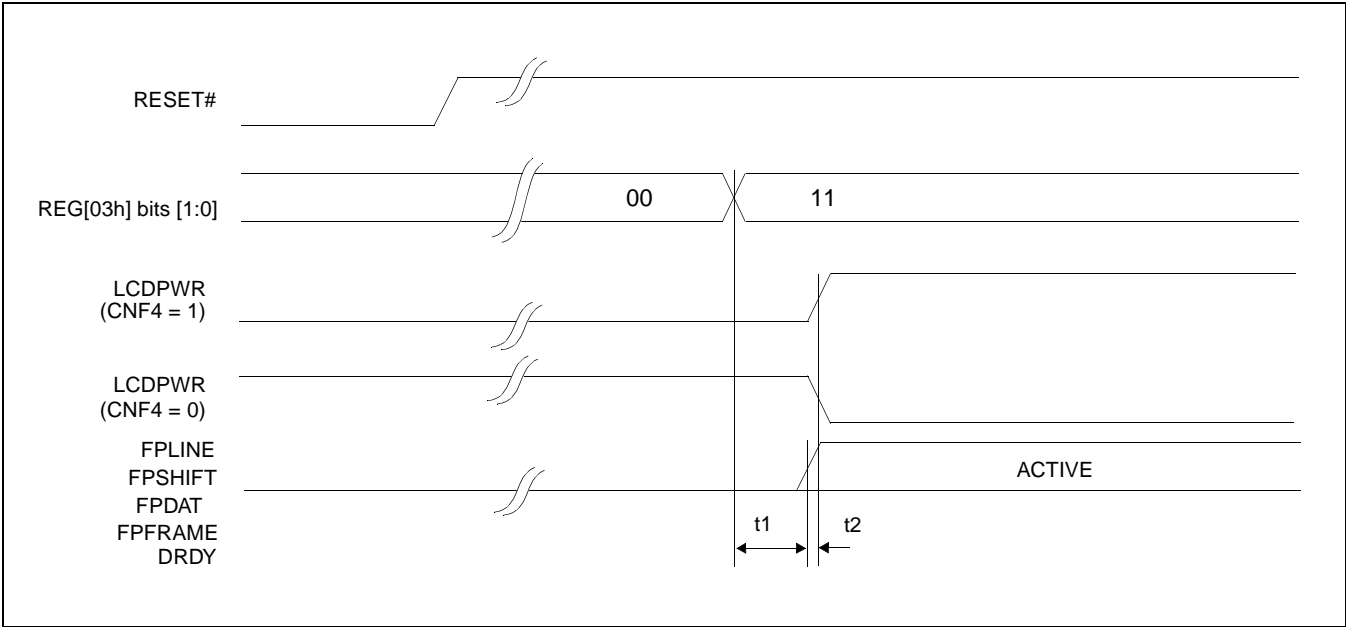 RESET#
REG[03h] bits [1:0]
00
11
LCDPWR
(CNF4 = 1)
LCDPWR
(CNF4 = 0)
FPLINE
FPSHIFT
FPDAT
FPFRAME
DRDY
ACTIVE
t1
t2